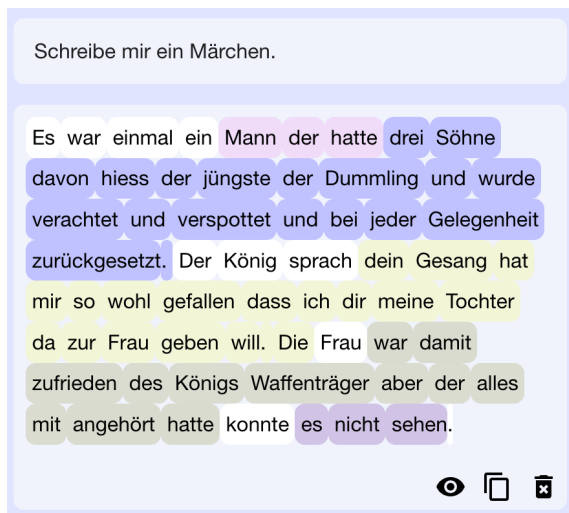 Schreibe mir ein Märchen.
Es war einmal ein Mann der hatte drei Söhne
davon hiess der jüngste der Dummling und wurde
verachtet und verspottet und bei jeder Gelegenheit
zurückgesetzt. Der König sprach dein Gesang hat
mir so wohl gefallen dass ich dir meine Tochter
da zur Frau geben will. Die Frau war damit
zufrieden des Königs Waffenträger aber der alles
mit angehört hatte konnte es nicht sehen.